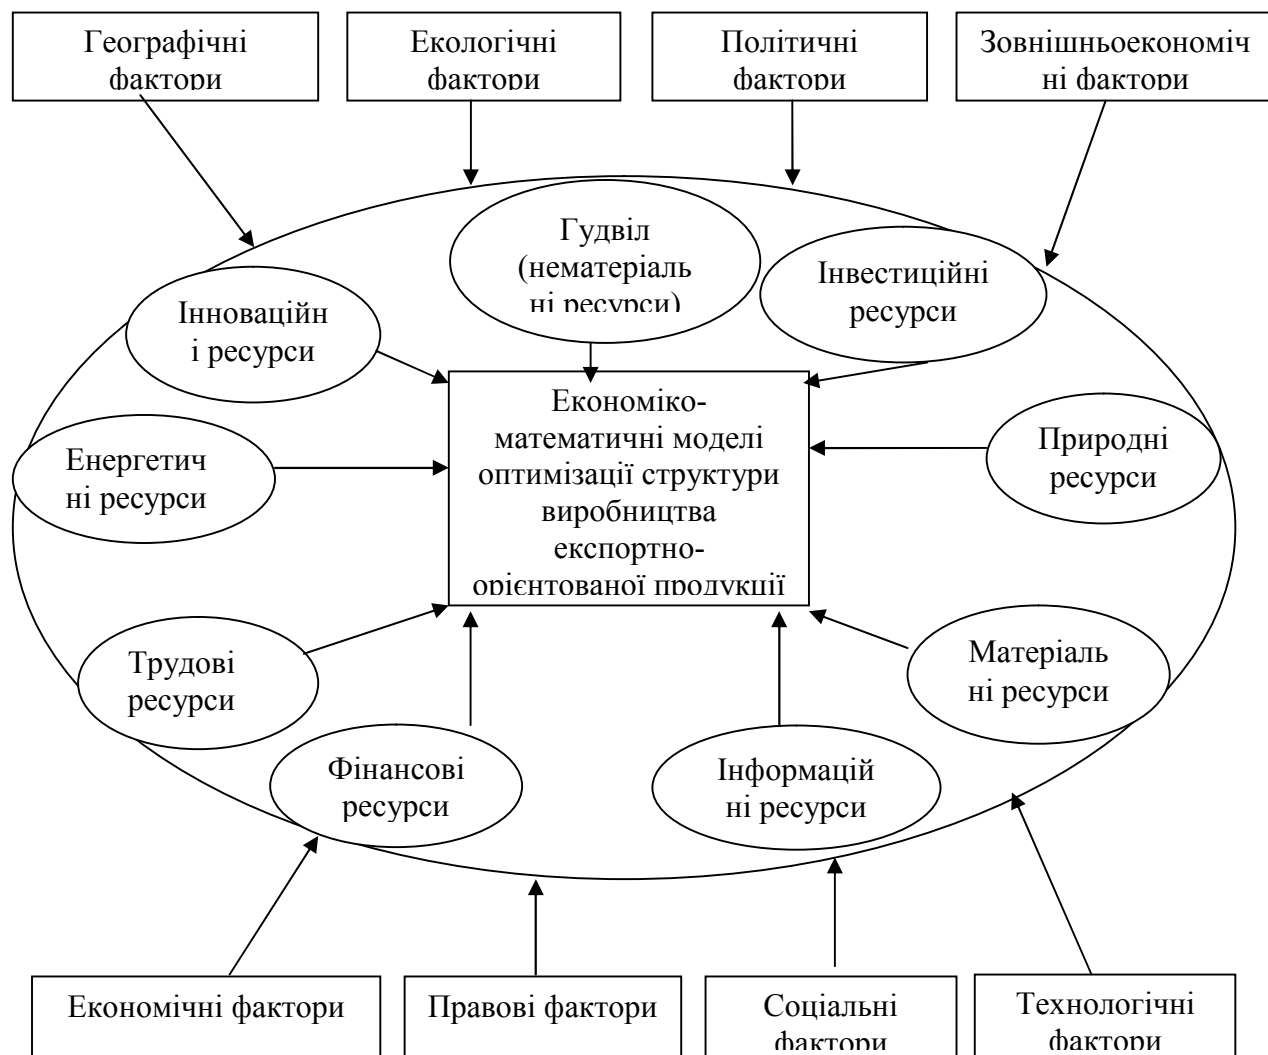 Географічні
фактори
Екологічні
фактори
Політичні
фактори
Зовнішньоекономіч
ні фактори
Гудвіл
(нематеріаль
ні ресурси)
Інвестиційні
ресурси
Інноваційн
і ресурси
Економіко-
математичні моделі
оптимізації структури
виробництва
експортно-
орієнтованої продукції
Енергетич
ні ресурси
Природні
ресурси
Трудові
ресурси
Матеріаль
ні ресурси
Фінансові
ресурси
Інформацій
ні ресурси
Економічні фактори
Правові фактори
Соціальні
фактори
Технологічні
фактори